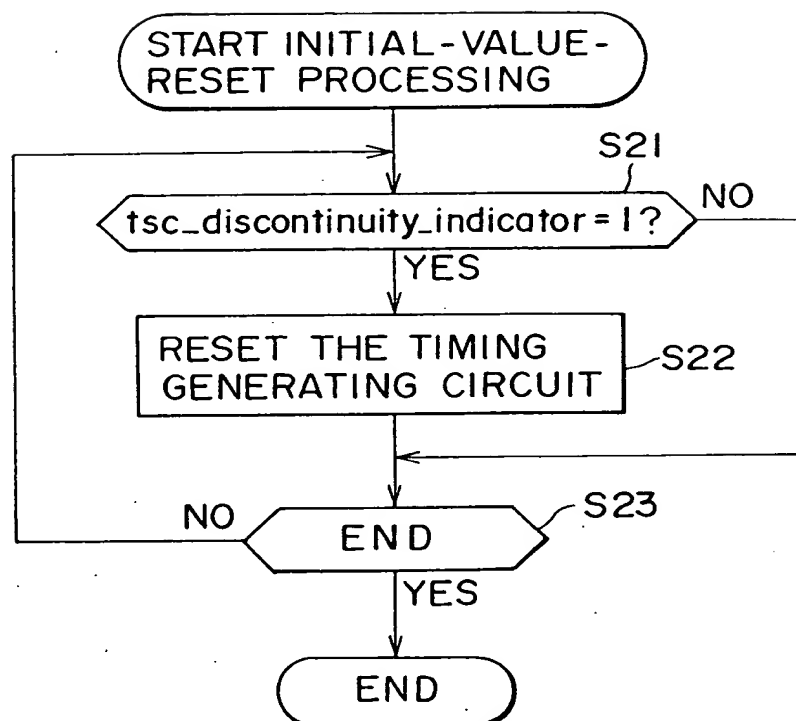 START INITIAL-VALUE-
RESET PROCESSING
S21
tsc_discontinuity_indicator = 1?
NO
YES
RESET THE TIMING
GENERATING CIRCUIT
S22
NO
S23
END
YES
END